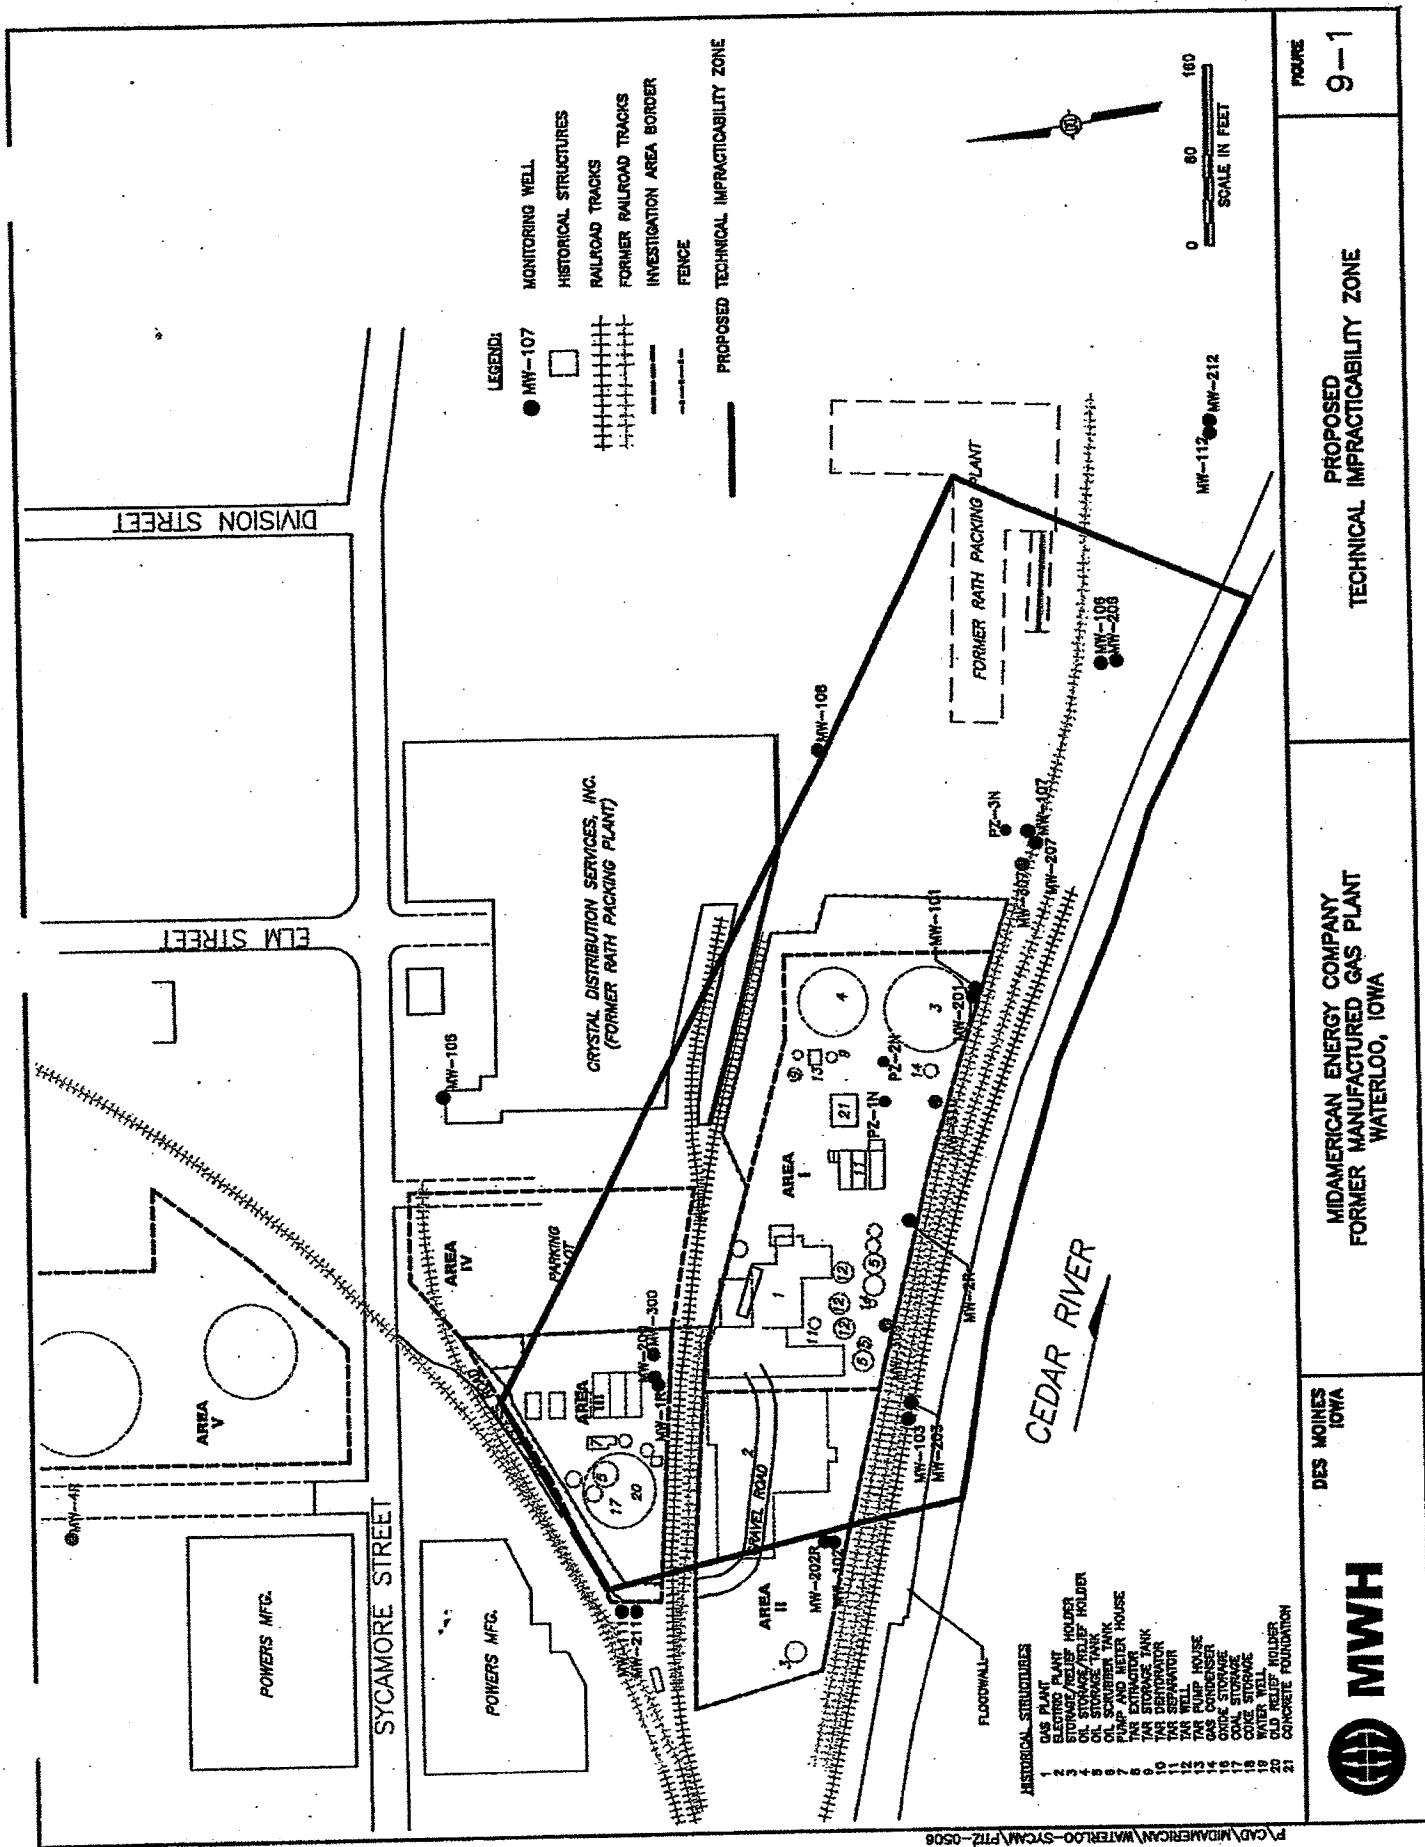 LEGEND:
MW-107 MONITORING WELL
HISTORICAL STRUCTURES
RAILROAD TRACKS
FORMER RAILROAD TRACKS
INVESTIGATION AREA BORDER
FENCE
PROPOSED TECHNICAL IMPRACTICABILITY ZONE
0 80 160
SCALE IN FEET
DIVISION STREET
ELM STREET
SYCAMORE STREET
POWERS MFG.
POWERS MFG.
MW-4R
AREA
V
AREA
IV
PARKING
ROAD
AREA
III
AREA
I
AREA
II
CRYSTAL DISTRIBUTION SERVICES, INC.
(FORMER RATH PACKING PLANT)
FORMER RATH PACKING PLANT
MW-112
MW-212
MW-108
PZ-3N
MW-107
MW-207
MW-101
MW-201
PZ-2N
PZ-1N
MW-2R
MW-103
MW-203
MW-202R
MW-102
MW-111
MW-211
MW-300
GRAVEL ROAD
CEDAR RIVER
FLOODWALL
HISTORICAL STRUCTURES
1 GAS PLANT
2 ELECTRIC PLANT
3 STORAGE/RELIEF HOLDER
4 OIL STORAGE/RELIEF HOLDER
5 OIL STORAGE TANK
6 OIL SCRUBBER TANK
7 PUMP AND METER HOUSE
8 TAR EXTRACTOR
9 TAR STORAGE TANK
10 TAR DEHYDRATOR
11 TAR SEPARATOR
12 TAR WELL
13 TAR PUMP HOUSE
14 GAS CONDENSER
16 OXIDE STORAGE
17 COAL STORAGE
18 COKE STORAGE
19 WATER WELL
20 OLD RELIEF HOLDER
21 CONCRETE FOUNDATION
MWH
DES MOINES
IOWA
MIDAMERICAN ENERGY COMPANY
FORMER MANUFACTURED GAS PLANT
WATERLOO, IOWA
PROPOSED
TECHNICAL IMPRACTICABILITY ZONE
FIGURE
9-1
P:\CAD\MIDAMERICAN\WATERLOO-SYCAM\PTIZ-0506